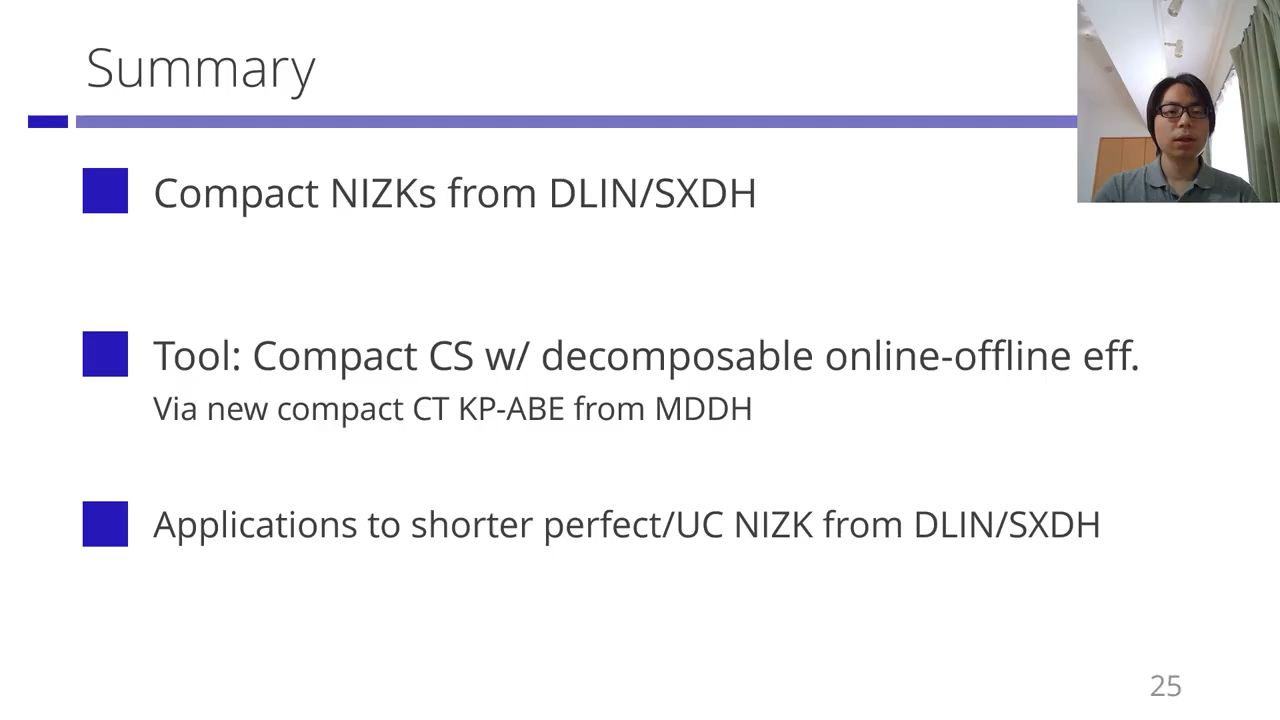 Summary
Compact NIZKs from DLIN/SXDH
Tool: Compact CS w/ decomposable online-offline eff.
Via new compact CT KP-ABE from MDDH
Applications to shorter perfect/UC NIZK from DLIN/SXDH
25